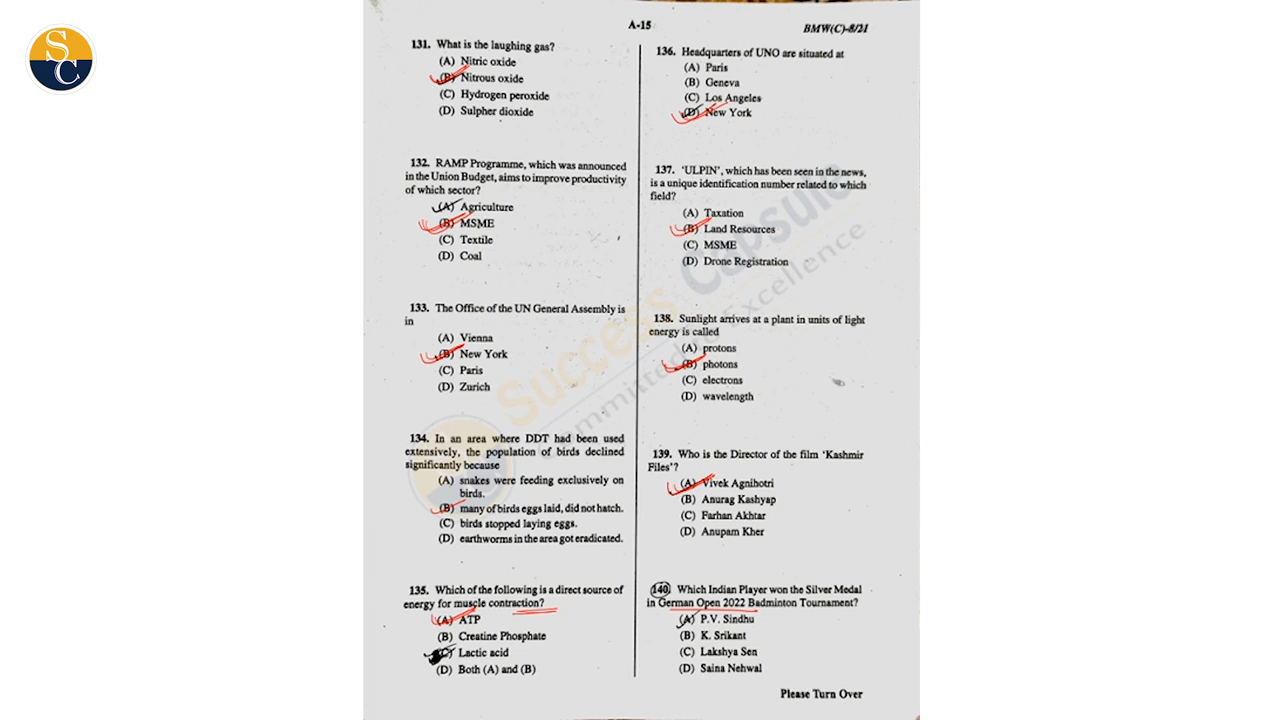 SC
A-15
BMW(C)-8/21
131. What is the laughing gas?
(A) Nitric oxide
(B) Nitrous oxide
(C) Hydrogen peroxide
(D) Sulpher dioxide
132. RAMP Programme, which was announced
in the Union Budget, aims to improve productivity
of which sector?
(A) Agriculture
(B) MSME
(C) Textile
(D) Coal
133. The Office of the UN General Assembly is
in
(A) Vienna
(B) New York
(C) Paris
(D) Zurich
134. In an area where DDT had been used
extensively, the population of birds declined
significantly because
(A) snakes were feeding exclusively on
birds.
(B) many of birds eggs laid, did not hatch.
(C) birds stopped laying eggs.
(D) earthworms in the area got eradicated.
135. Which of the following is a direct source of
energy for muscle contraction?
(A) ATP
(B) Creatine Phosphate
(C) Lactic acid
(D) Both (A) and (B)
136. Headquarters of UNO are situated at
(A) Paris
(B) Geneva
(C) Los Angeles
(D) New York
137. 'ULPIN', which has been seen in the news,
is a unique identification number related to which
field?
(A) Taxation
(B) Land Resources
(C) MSME
(D) Drone Registration
138. Sunlight arrives at a plant in units of light
energy is called
(A) protons
(B) photons
(C) electrons
(D) wavelength
139. Who is the Director of the film 'Kashmir
Files'?
(A) Vivek Agnihotri
(B) Anurag Kashyap
(C) Farhan Akhtar
(D) Anupam Kher
140. Which Indian Player won the Silver Medal
in German Open 2022 Badminton Tournament?
(A) P.V. Sindhu
(B) K. Srikant
(C) Lakshya Sen
(D) Saina Nehwal
Please Turn Over
Success Capsule
Committed to Excellence